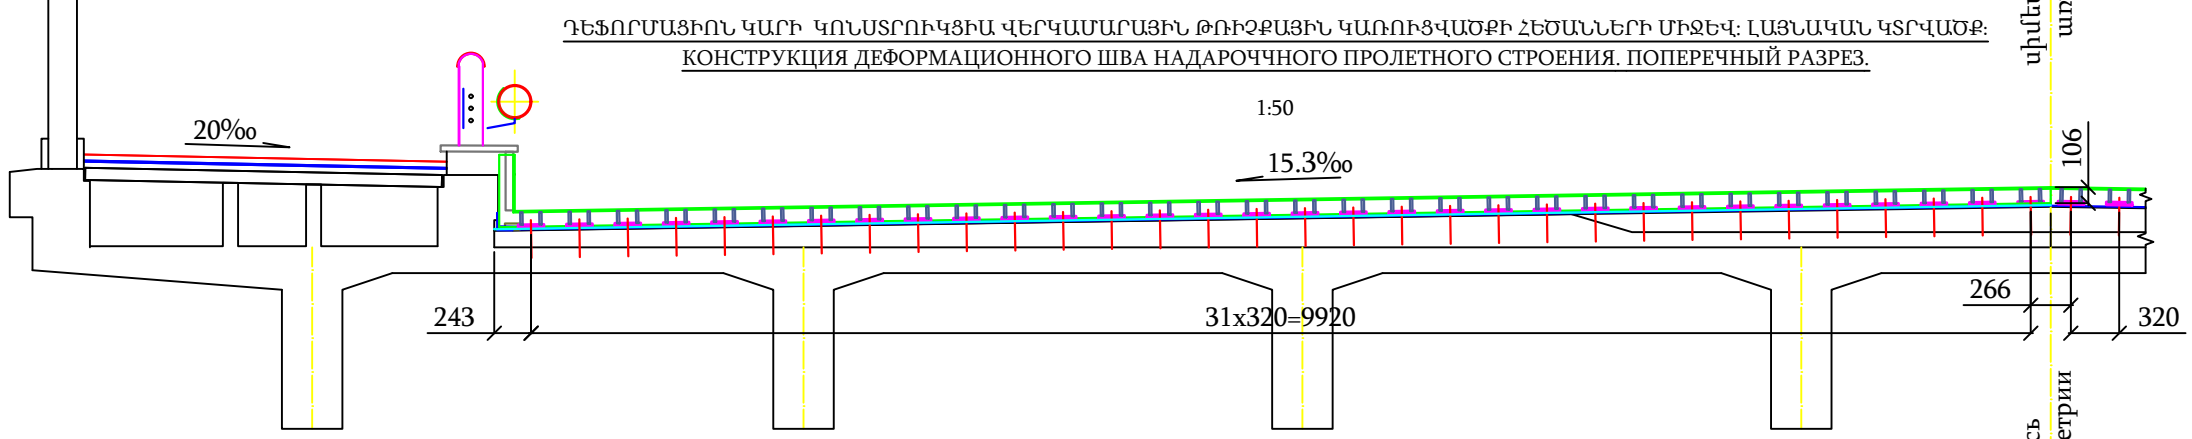 ԴԵՖՈՐՄԱՑԻՈՆ ԿԱՐԻ ԿՈՆՍՏՐՈՒԿՑԻԱ ՎԵՐԿԱՄԱՐԱՅԻՆ ԹՌԻՉՔԱՅԻՆ ԿԱՌՈՒՑՎԱԾՔԻ ՀԵԾԱՆՆԵՐԻ ՄԻՋԵՎ: ԼԱՅՆԱԿԱՆ ԿՏՐՎԱԾՔ:
КОНСТРУКЦИЯ ДЕФОРМАЦИОННОГО ШВА НАДАРОЧЧНОГО ПРОЛЕТНОГО СТРОЕНИЯ. ПОПЕРЕЧНЫЙ РАЗРЕЗ.
1:50
20‰
15.3‰
106
243
31x320=9920
266
320